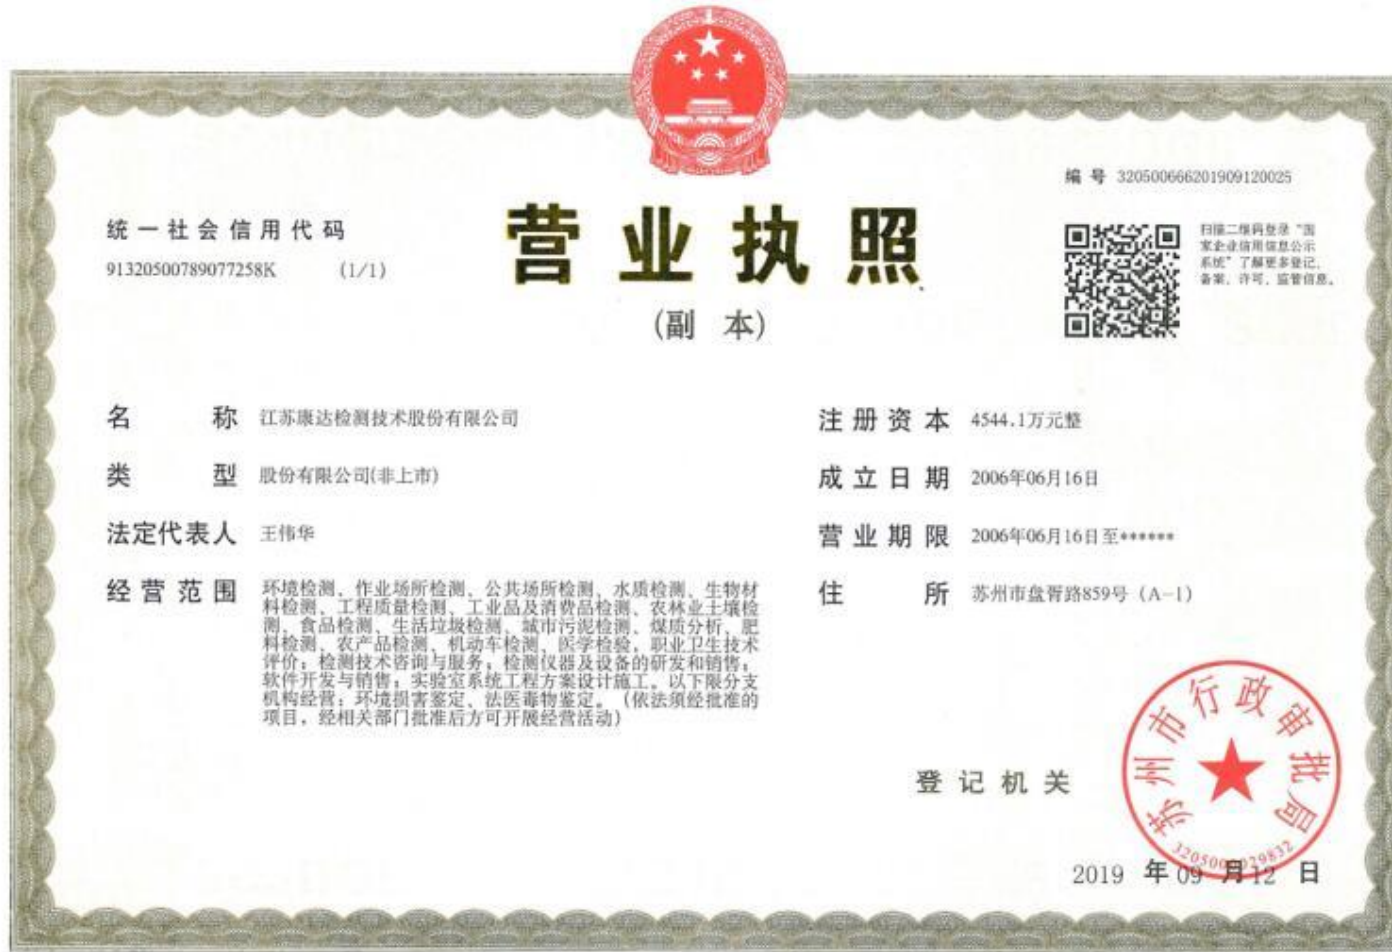 编 号 320500666201909120025
统一社会信用代码
91320500789077258K (1/1)
营业执照
(副 本)
扫描二维码登录“国
家企业信用信息公示
系统”了解更多登记、
备案、许可、监管信息。
名 称 江苏康达检测技术股份有限公司
类 型 股份有限公司(非上市)
法定代表人 王伟华
经营范围 环境检测、作业场所检测、公共场所检测、水质检测、生物材
料检测、工程质量检测、工业品及消费品检测、农林业土壤检
测、食品检测、生活垃圾检测、城市污泥检测、煤质分析、肥
料检测、农产品检测、机动车检测、医学检验，职业卫生技术
评价；检测技术咨询与服务；检测仪器及设备的研发和销售；
软件开发与销售；实验室系统工程方案设计施工。以下限分支
机构经营：环境损害鉴定、法医毒物鉴定。（依法须经批准的
项目，经相关部门批准后方可开展经营活动）
注册资本 4544.1万元整
成立日期 2006年06月16日
营业期限 2006年06月16日至******
住 所 苏州市盘胥路859号（A-1）
登记机关
苏州市行政审批局
2019 年 09 月 12 日